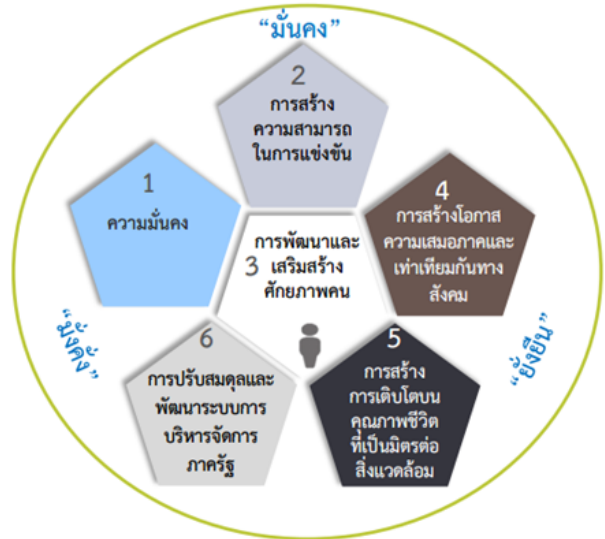 “มั่นคง”
2
การสร้าง
ความสามารถ
ในการแข่งขัน
1
ความมั่นคง
4
การสร้างโอกาส
ความเสมอภาคและ
เท่าเทียมกันทาง
สังคม
การพัฒนาและ
3 เสริมสร้าง
ศักยภาพคน
“มั่งคั่ง”
“ยั่งยืน”
6
การปรับสมดุลและ
พัฒนาระบบการ
บริหารจัดการ
ภาครัฐ
5
การสร้าง
การเติบโตบน
คุณภาพชีวิต
ที่เป็นมิตรต่อ
สิ่งแวดล้อม